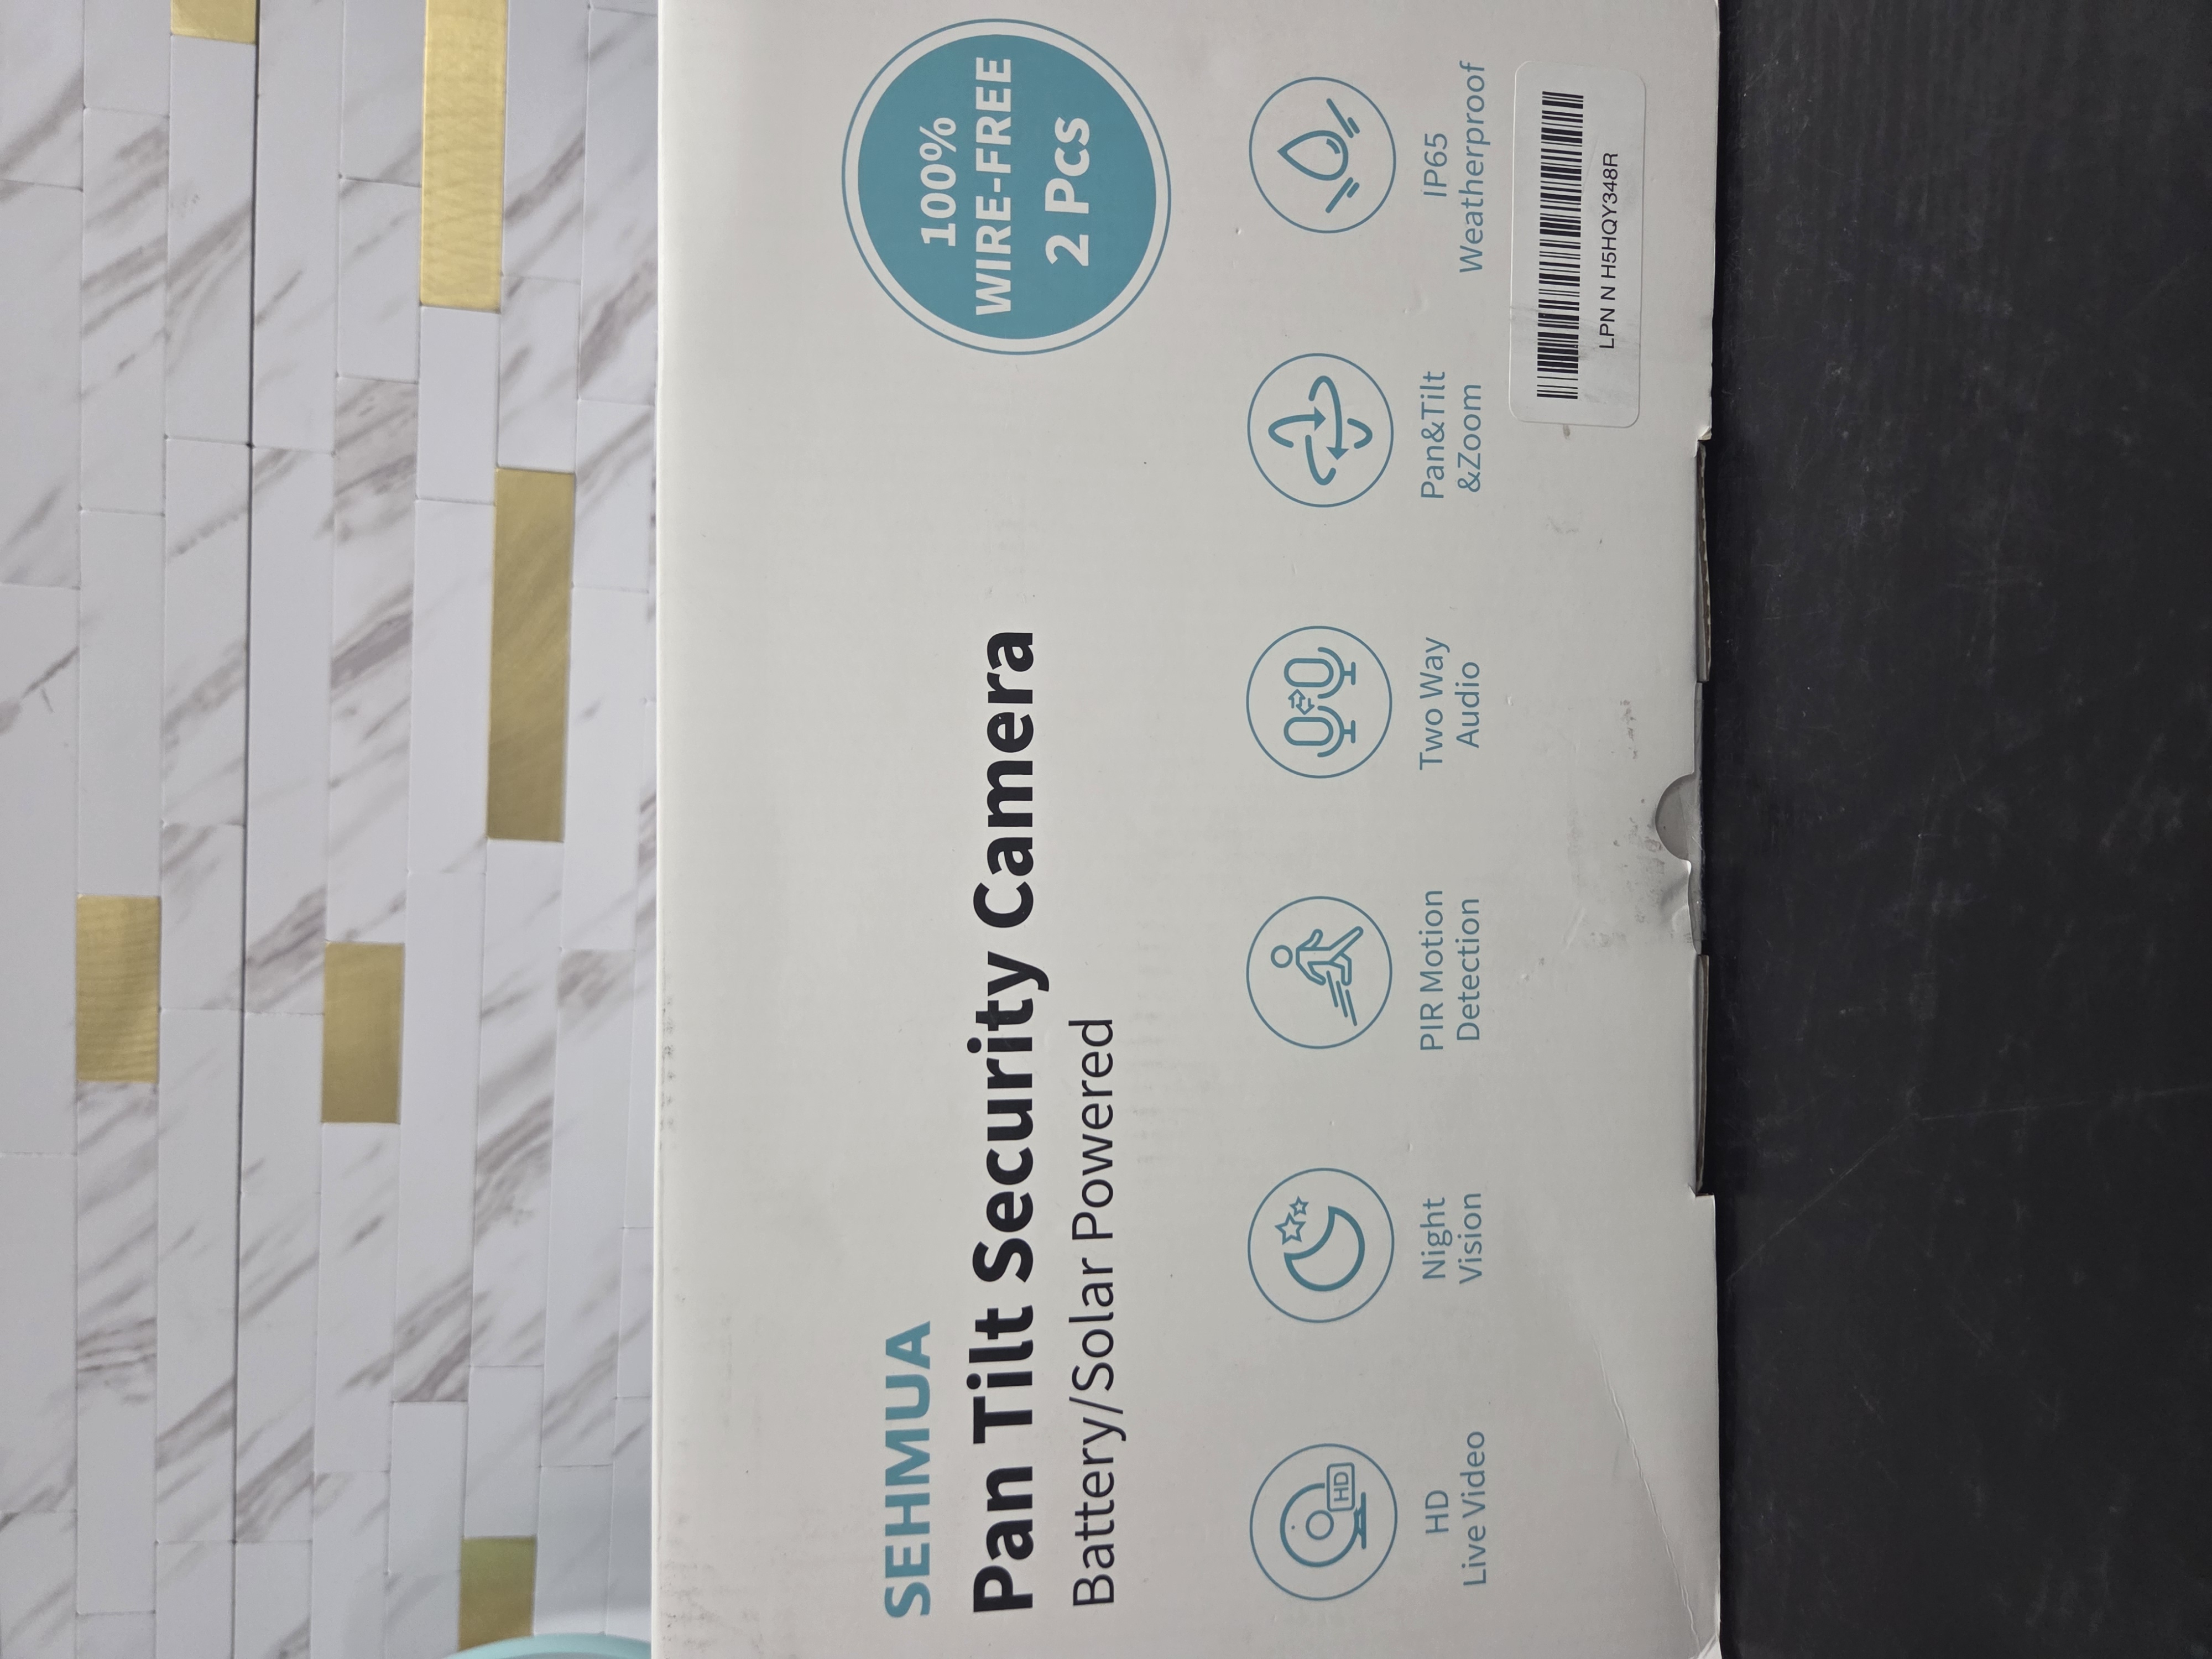 SEHMUA
Pan Tilt Security Camera
Battery/Solar Powered
100%
WIRE-FREE
2 Pcs
HD
HD
Live Video
Night
Vision
PIR Motion
Detection
Two Way
Audio
Pan&Tilt
&Zoom
IP65
Weatherproof
LPN N H5HQY348R